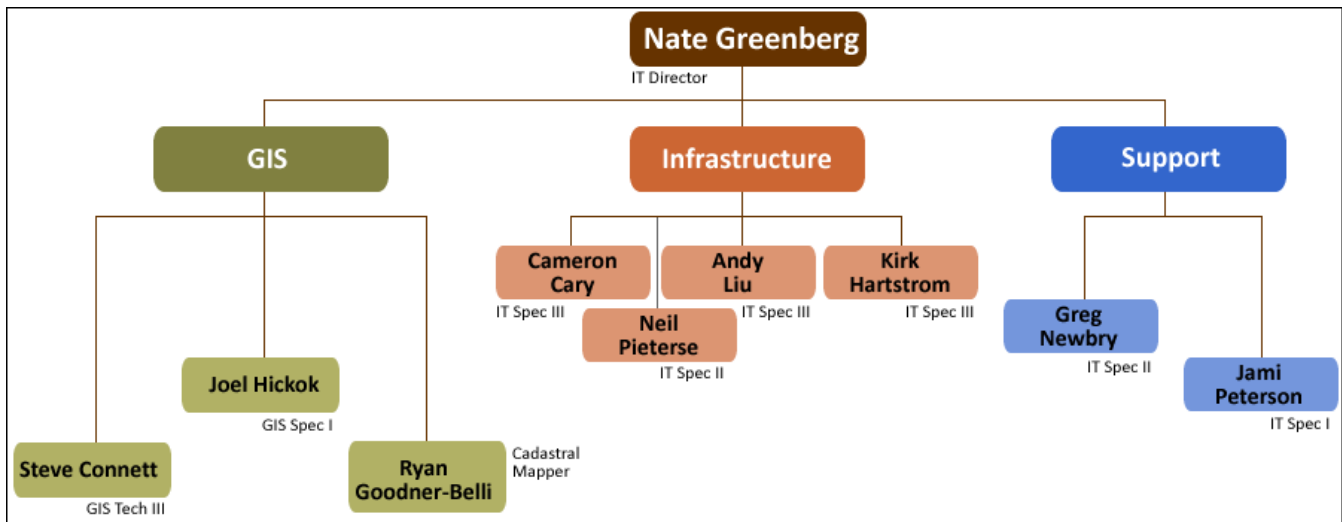 Nate Greenberg
IT Director
GIS
Infrastructure
Support
Cameron
Cary
IT Spec III
Andy
Liu
IT Spec III
Kirk
Hartstrom
IT Spec III
Neil
Pieterse
IT Spec II
Greg
Newbry
IT Spec II
Jami
Peterson
IT Spec I
Joel Hickok
GIS Spec I
Steve Connett
GIS Tech III
Ryan
Goodner-Belli
Cadastral
Mapper